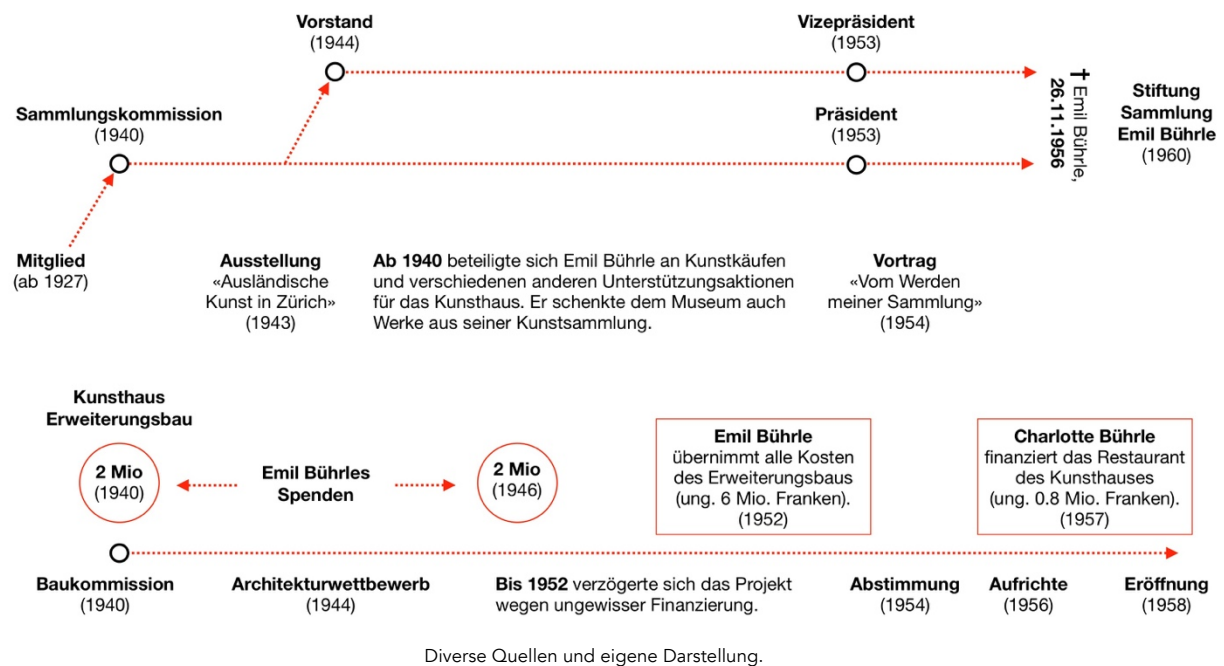 Vorstand
(1944)
Vizepräsident
(1953)
Sammlungskommission
(1940)
Präsident
(1953)
† Emil Bührle,
26.11.1956
Stiftung
Sammlung
Emil Bührle
(1960)
Mitglied
(ab 1927)
Ausstellung
«Ausländische
Kunst in Zürich»
(1943)
Ab 1940 beteiligte sich Emil Bührle an Kunstkäufen
und verschiedenen anderen Unterstützungsaktionen
für das Kunsthaus. Er schenkte dem Museum auch
Werke aus seiner Kunstsammlung.
Vortrag
«Vom Werden
meiner Sammlung»
(1954)
Kunsthaus
Erweiterungsbau
2 Mio
(1940)
Emil Bührles
Spenden
2 Mio
(1946)
Emil Bührle
übernimmt alle Kosten
des Erweiterungsbaus
(ung. 6 Mio. Franken).
(1952)
Charlotte Bührle
finanziert das Restaurant
des Kunsthauses
(ung. 0.8 Mio. Franken).
(1957)
Baukommission
(1940)
Architekturwettbewerb
(1944)
Bis 1952 verzögerte sich das Projekt
wegen ungewisser Finanzierung.
Abstimmung
(1954)
Aufrichte
(1956)
Eröffnung
(1958)
Diverse Quellen und eigene Darstellung.